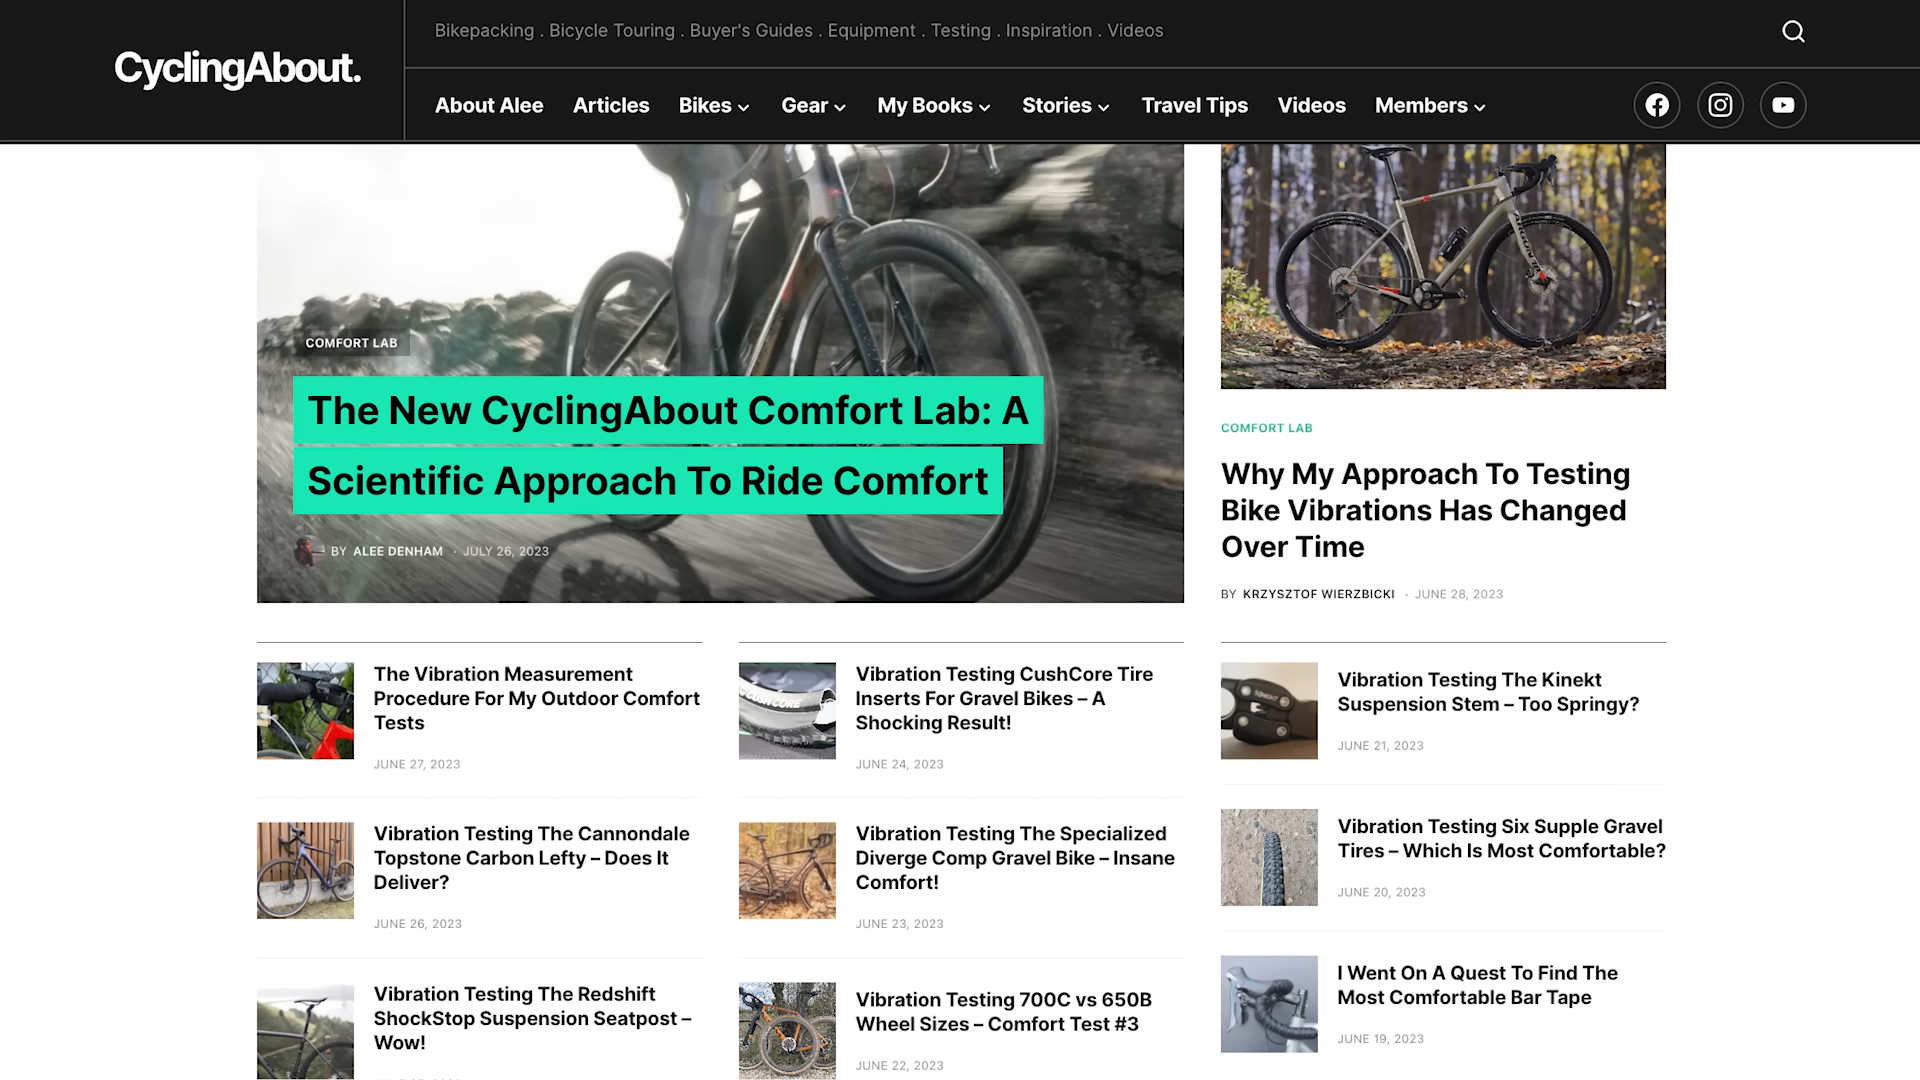 CyclingAbout.
Bikepacking . Bicycle Touring . Buyer's Guides . Equipment . Testing . Inspiration . Videos
About Alee Articles Bikes Gear My Books Stories Travel Tips Videos Members
COMFORT LAB
The New CyclingAbout Comfort Lab: A
Scientific Approach To Ride Comfort
BY ALEE DENHAM · JULY 26, 2023
COMFORT LAB
Why My Approach To Testing
Bike Vibrations Has Changed
Over Time
BY KRZYSZTOF WIERZBICKI · JUNE 28, 2023
The Vibration Measurement
Procedure For My Outdoor Comfort
Tests
JUNE 27, 2023
Vibration Testing The Cannondale
Topstone Carbon Lefty – Does It
Deliver?
JUNE 26, 2023
Vibration Testing The Redshift
ShockStop Suspension Seatpost –
Wow!
Vibration Testing CushCore Tire
Inserts For Gravel Bikes – A
Shocking Result!
JUNE 24, 2023
Vibration Testing The Specialized
Diverge Comp Gravel Bike – Insane
Comfort!
JUNE 23, 2023
Vibration Testing 700C vs 650B
Wheel Sizes – Comfort Test #3
JUNE 22, 2023
Vibration Testing The Kinekt
Suspension Stem – Too Springy?
JUNE 21, 2023
Vibration Testing Six Supple Gravel
Tires – Which Is Most Comfortable?
JUNE 20, 2023
I Went On A Quest To Find The
Most Comfortable Bar Tape
JUNE 19, 2023